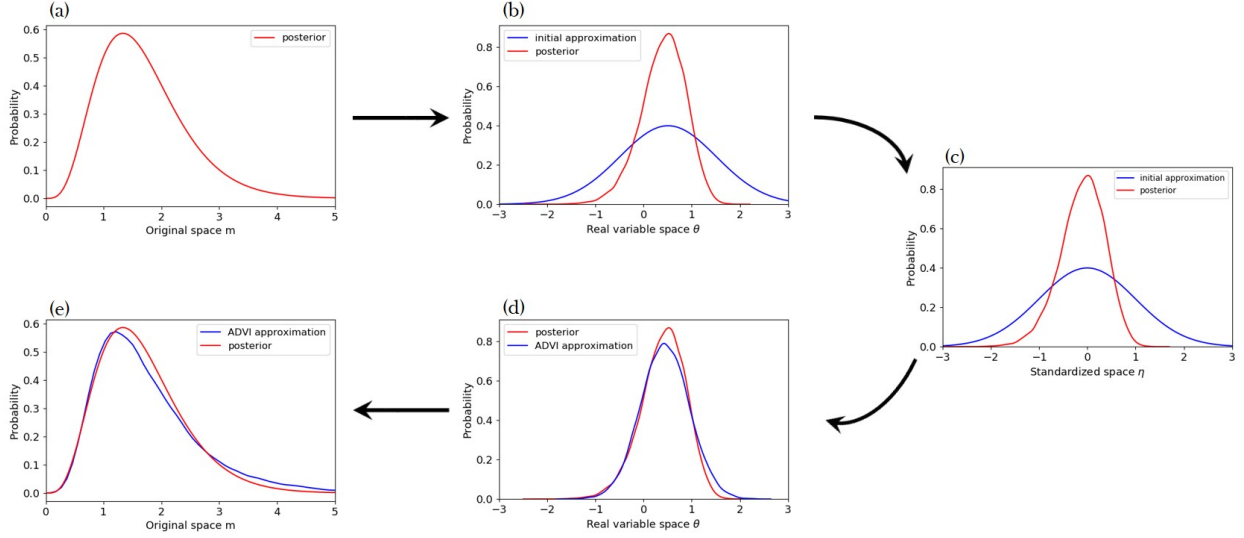 (a)
posterior
Probability
0.6
0.5
0.4
0.3
0.2
0.1
0.0
0 1 2 3 4 5
Original space m
(b)
initial approximation
posterior
Probability
0.8
0.6
0.4
0.2
0.0
−3 −2 −1 0 1 2 3
Real variable space θ
(c)
initial approximation
posterior
Probability
0.8
0.6
0.4
0.2
0.0
−3 −2 −1 0 1 2 3
Standardized space η
(e)
ADVI approximation
posterior
Probability
0.6
0.5
0.4
0.3
0.2
0.1
0.0
0 1 2 3 4 5
Original space m
(d)
posterior
ADVI approximation
Probability
0.8
0.6
0.4
0.2
0.0
−3 −2 −1 0 1 2 3
Real variable space θ